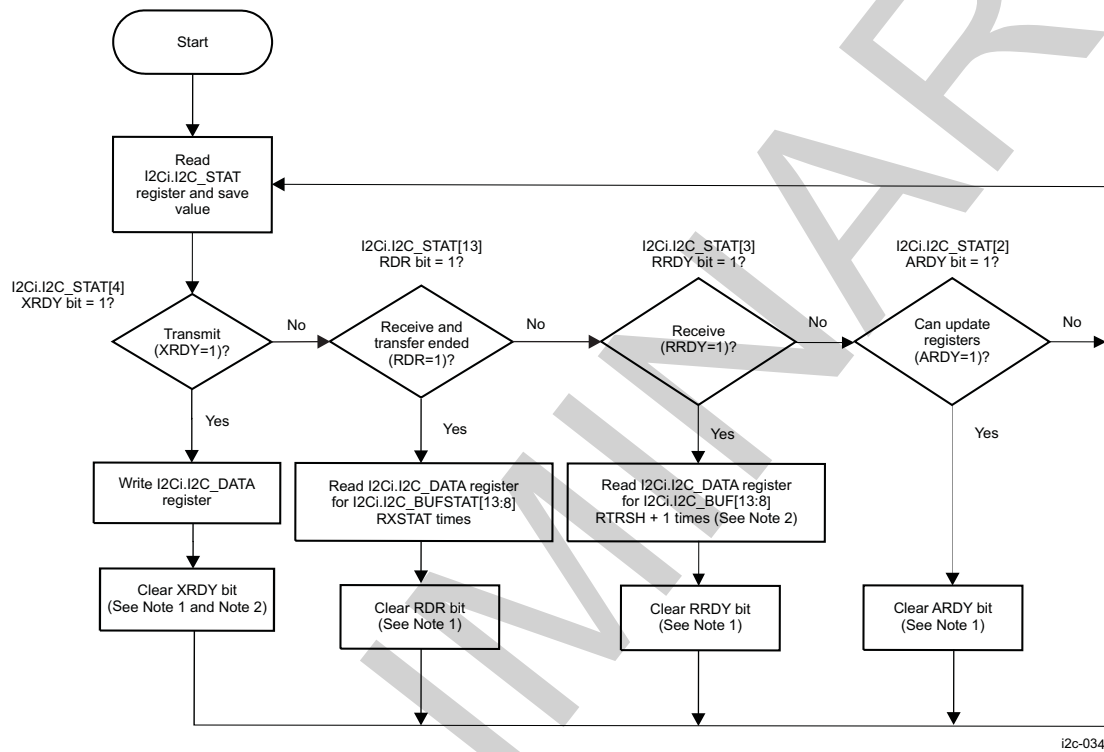 Start
Read
I2Ci.I2C_STAT
register and save
value
I2Ci.I2C_STAT[4]
XRDY bit = 1?
I2Ci.I2C_STAT[13]
RDR bit = 1?
I2Ci.I2C_STAT[3]
RRDY bit = 1?
I2Ci.I2C_STAT[2]
ARDY bit = 1?
Transmit
(XRDY=1)?
No
Receive and
transfer ended
(RDR=1)?
No
Receive
(RRDY=1)?
No
Can update
registers
(ARDY=1)?
No
Yes
Yes
Yes
Yes
Write I2Ci.I2C_DATA
register
Read I2Ci.I2C_DATA register
for I2Ci.I2C_BUFSTAT[13:8]
RXSTAT times
Read I2Ci.I2C_DATA register
for I2Ci.I2C_BUF[13:8]
RTRSH + 1 times (See Note 2)
Clear XRDY bit
(See Note 1 and Note 2)
Clear RDR bit
(See Note 1)
Clear RRDY bit
(See Note 1)
Clear ARDY bit
(See Note 1)
i2c-034
IMINAR